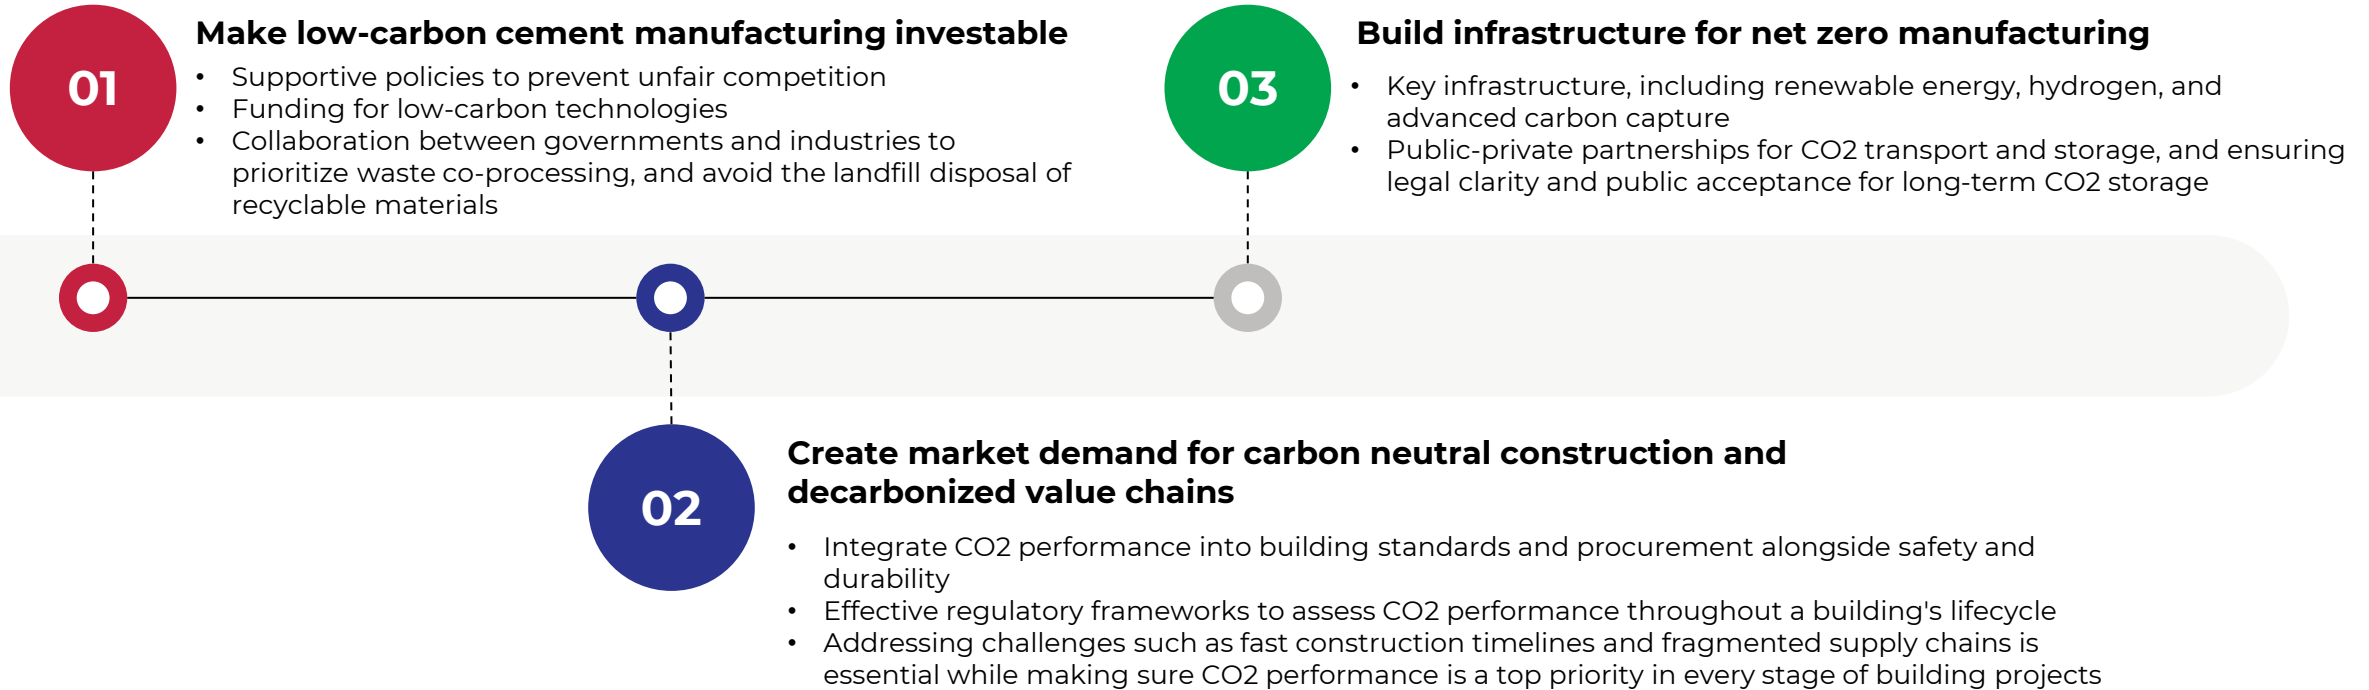 01
Make low-carbon cement manufacturing investable
• Supportive policies to prevent unfair competition
• Funding for low-carbon technologies
• Collaboration between governments and industries to
prioritize waste co-processing, and avoid the landfill disposal of
recyclable materials
03
Build infrastructure for net zero manufacturing
• Key infrastructure, including renewable energy, hydrogen, and
advanced carbon capture
• Public-private partnerships for CO2 transport and storage, and ensuring
legal clarity and public acceptance for long-term CO2 storage
02
Create market demand for carbon neutral construction and
decarbonized value chains
• Integrate CO2 performance into building standards and procurement alongside safety and
durability
• Effective regulatory frameworks to assess CO2 performance throughout a building's lifecycle
• Addressing challenges such as fast construction timelines and fragmented supply chains is
essential while making sure CO2 performance is a top priority in every stage of building projects